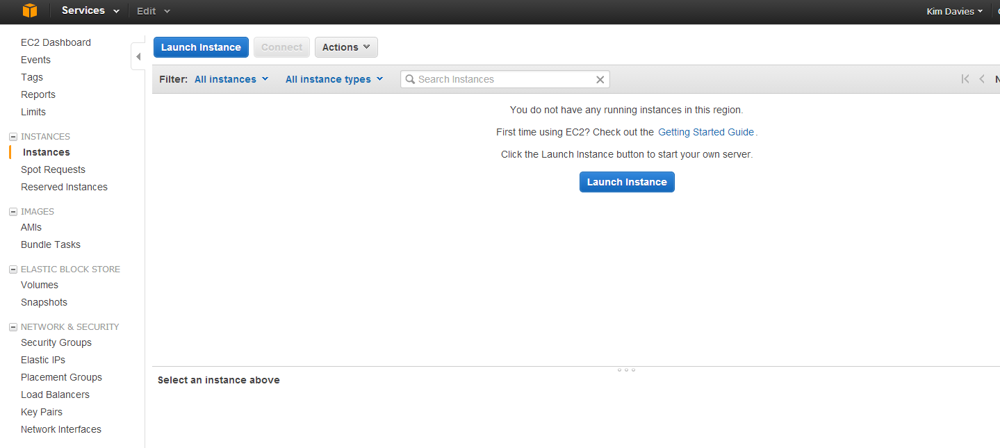 Services Edit Kim Davies
EC2 Dashboard
Events
Tags
Reports
Limits
INSTANCES
Instances
Spot Requests
Reserved Instances
IMAGES
AMIs
Bundle Tasks
ELASTIC BLOCK STORE
Volumes
Snapshots
NETWORK & SECURITY
Security Groups
Elastic IPs
Placement Groups
Load Balancers
Key Pairs
Network Interfaces
Launch Instance Connect Actions
Filter: All instances All instance types Search Instances
You do not have any running instances in this region.
First time using EC2? Check out the Getting Started Guide.
Click the Launch Instance button to start your own server.
Launch Instance
Select an instance above